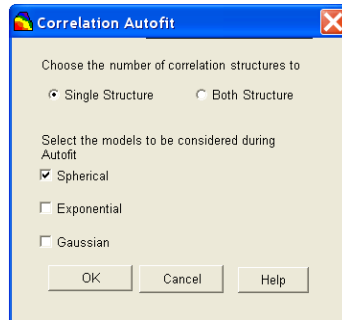 Correlation Autofit
Choose the number of correlation structures to
Single Structure Both Structure
Select the models to be considered during
Autofit
Spherical
Exponential
Gaussian
OK Cancel Help